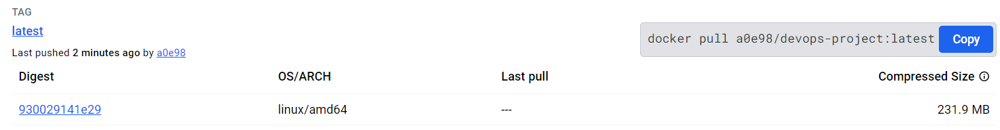 TAG
latest
docker pull a0e98/devops-project:latest Copy
Last pushed 2 minutes ago by a0e98
Digest OS/ARCH Last pull Compressed Size
930029141e29 linux/amd64 --- 231.9 MB